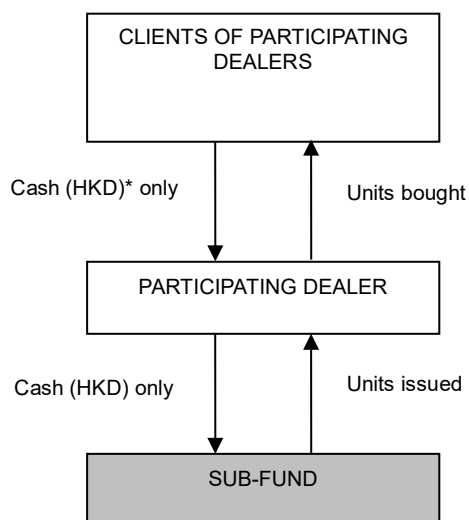 CLIENTS OF PARTICIPATING
DEALERS
Cash (HKD)* only
Units bought
PARTICIPATING DEALER
Cash (HKD) only
Units issued
SUB-FUND